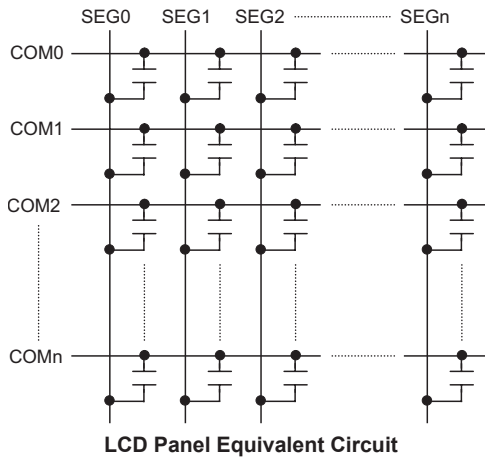 SEG0 SEG1 SEG2 SEGn
COM0
COM1
COM2
COMn
LCD Panel Equivalent Circuit